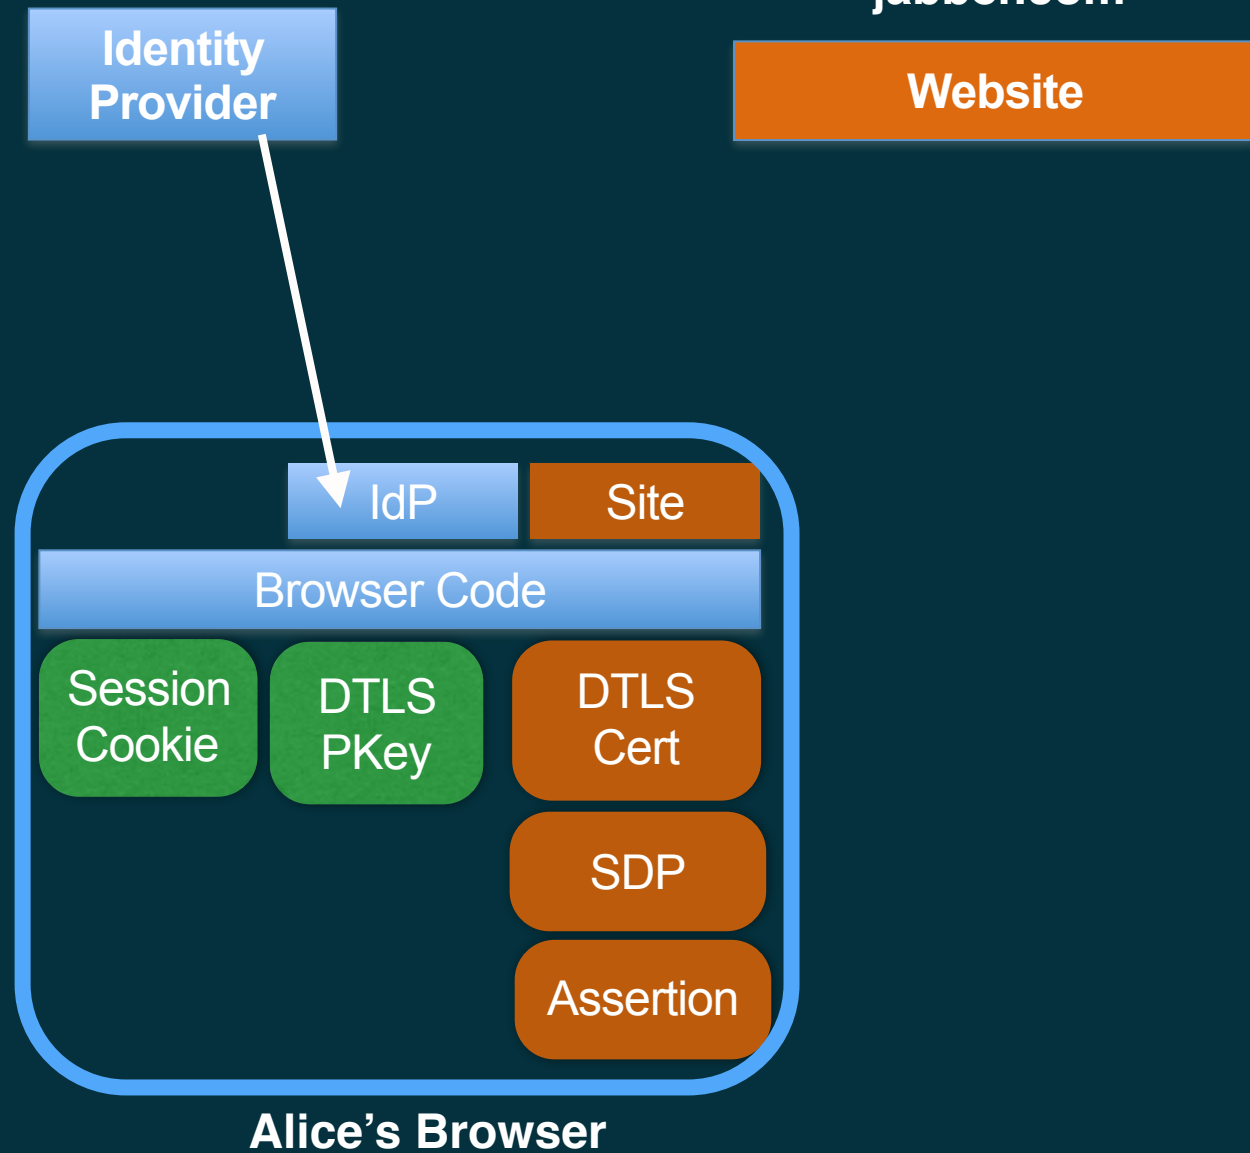 Identity
Provider
Website
IdP
Site
Browser Code
Session
Cookie
DTLS
PKey
DTLS
Cert
SDP
Assertion
Alice’s Browser